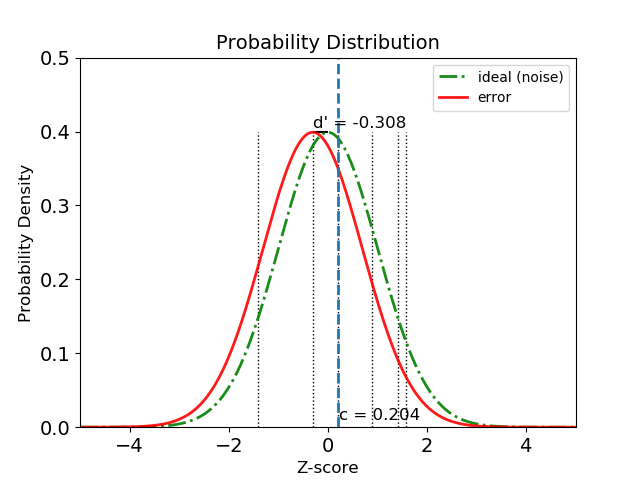 Probability Distribution
ideal (noise)
error
d' = -0.308
c = 0.204
0.5
0.4
0.3
0.2
0.1
0.0
Probability Density
−4 −2 0 2 4
Z-score